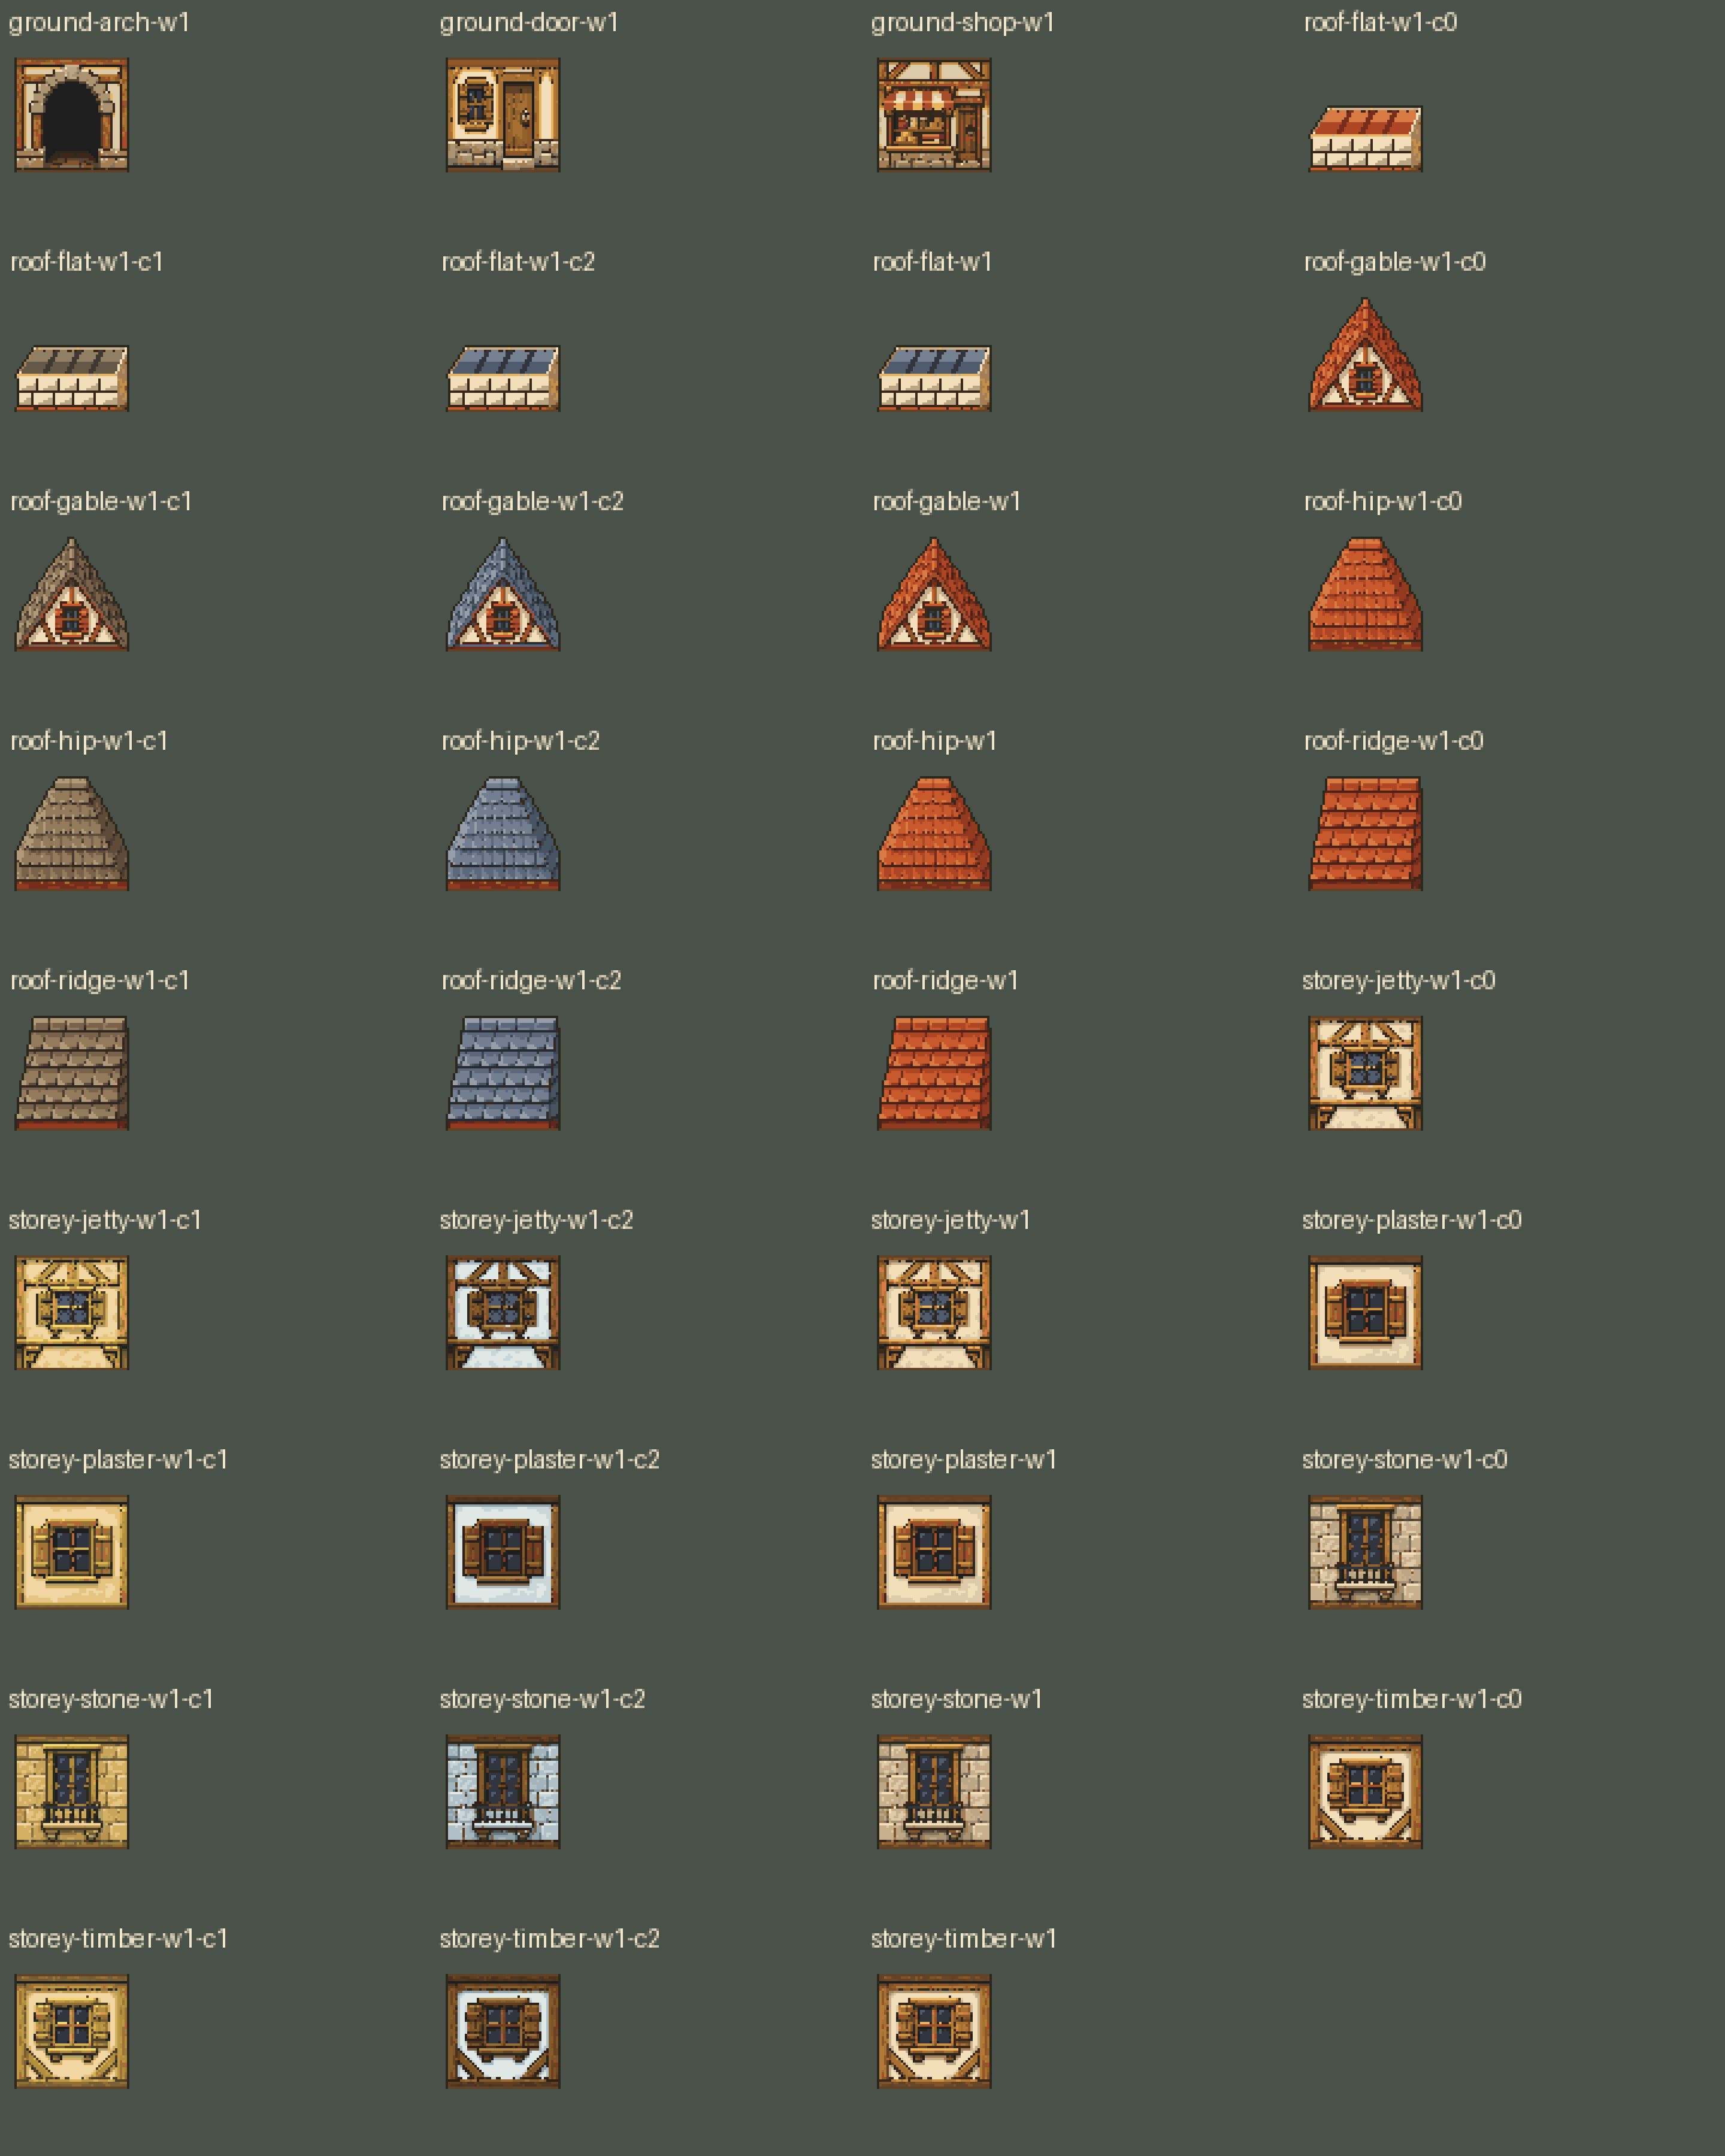 ground-arch-w1
ground-door-w1
ground-shop-w1
roof-flat-w1-c0
roof-flat-w1-c1
roof-flat-w1-c2
roof-flat-w1
roof-gable-w1-c0
roof-gable-w1-c1
roof-gable-w1-c2
roof-gable-w1
roof-hip-w1-c0
roof-hip-w1-c1
roof-hip-w1-c2
roof-hip-w1
roof-ridge-w1-c0
roof-ridge-w1-c1
roof-ridge-w1-c2
roof-ridge-w1
storey-jetty-w1-c0
storey-jetty-w1-c1
storey-jetty-w1-c2
storey-jetty-w1
storey-plaster-w1-c0
storey-plaster-w1-c1
storey-plaster-w1-c2
storey-plaster-w1
storey-stone-w1-c0
storey-stone-w1-c1
storey-stone-w1-c2
storey-stone-w1
storey-timber-w1-c0
storey-timber-w1-c1
storey-timber-w1-c2
storey-timber-w1